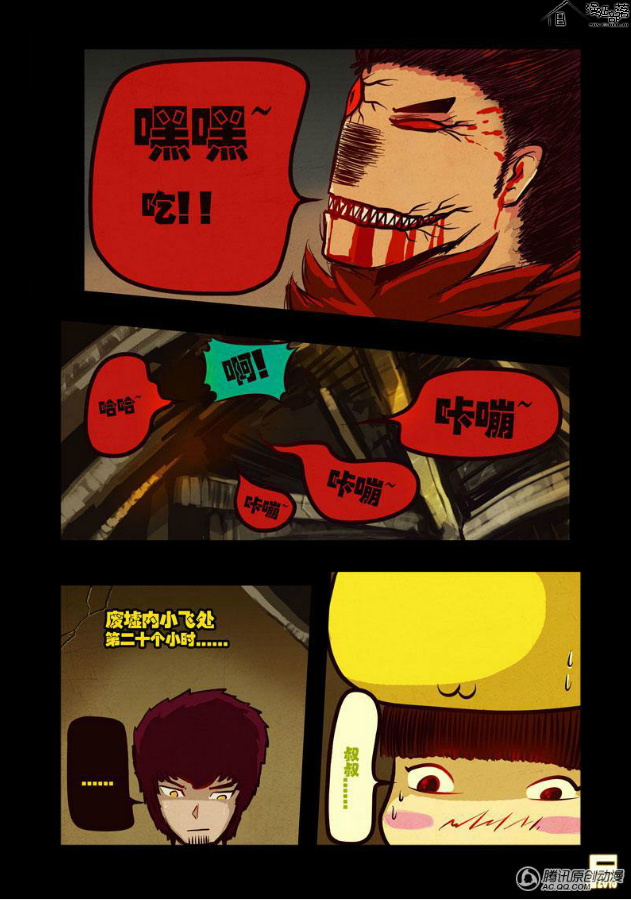 嘿嘿~
吃!!
啊!
哈哈~
咔嘣~
咔嘣~
咔嘣~
废墟内小飞处
第二十个小时......
......
叔叔......
腾讯原创动漫
AC.QQ.COM